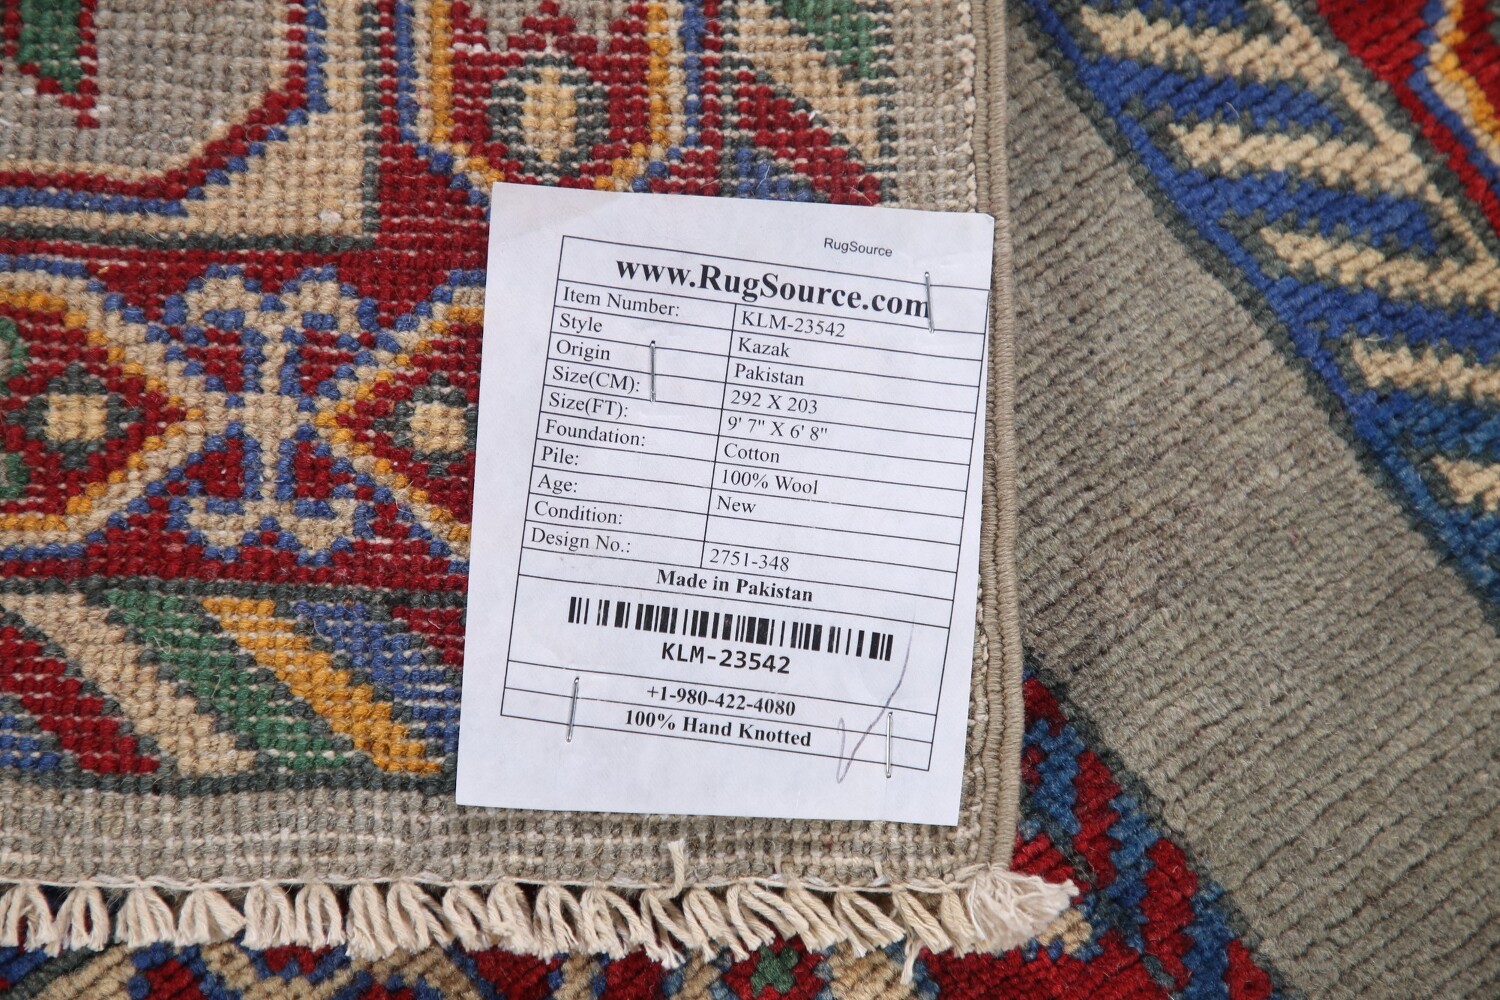 RugSource
www.RugSource.com
Item Number: KLM-23542
Style Kazak
Origin Pakistan
Size(CM): 292 X 203
Size(FT): 9' 7" X 6' 8"
Foundation: Cotton
Pile: 100% Wool
Age: New
Condition:
Design No.: 2751-348
Made in Pakistan
KLM-23542
+1-980-422-4080
100% Hand Knotted